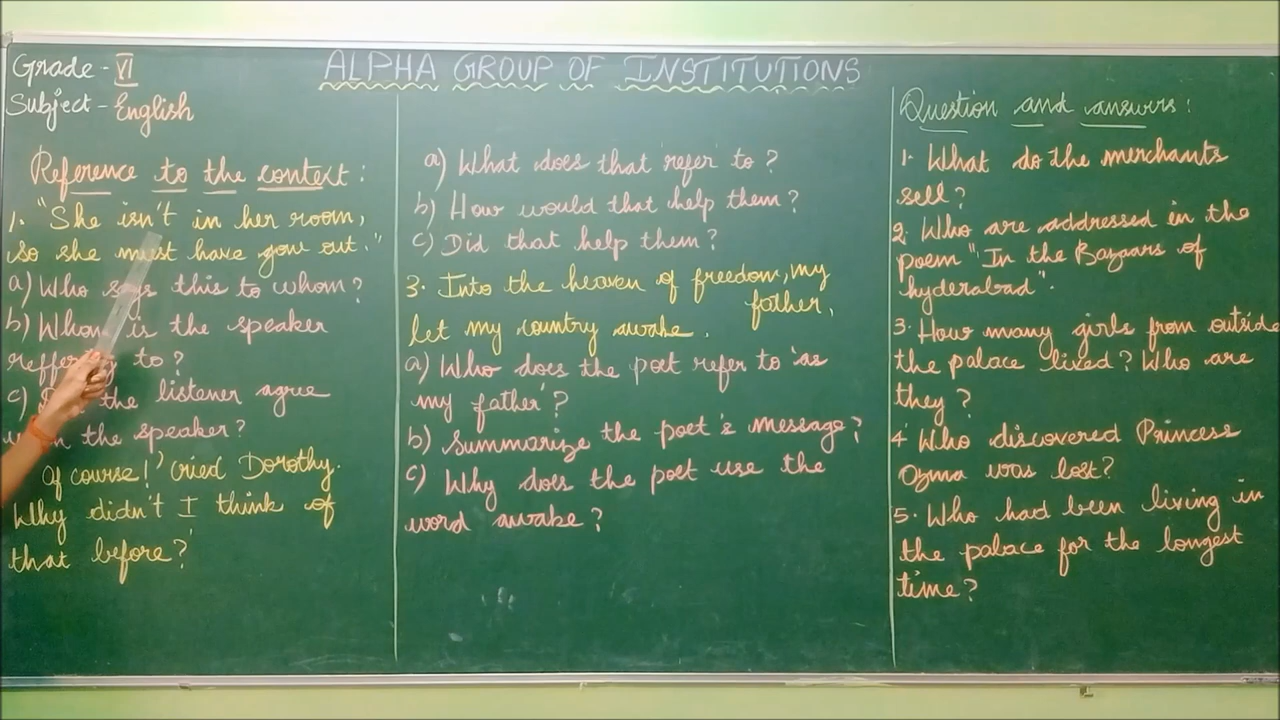 Grade - VI
Subject - English
ALPHA GROUP OF INSTITUTIONS
Reference to the context :
1. "She isn't in her room,
so she must have gone out."
a) Who says this to whom?
b) Whom is the speaker
reffering to?
c) the listener agree
the speaker?
Of course!' cried Dorothy.
Why didn't I think of
that before?'
a) What does that 'refer' to?
b) How would that help them?
c) Did that help them?
3. Into the heaven of freedom, my
father,
let my country awake.
a) Who does the poet refer to 'as
my father'?
b) Summarize the poet's message?
c) Why does the poet use the
word awake?
Question and answers :
1. What do the merchants
sell?
2. Who are addressed in the
poem "In the Bazaars of
hyderabad".
3. How many girls from outside
the palace lived? Who are
they?
4 Who discovered Princess
Ozma was lost?
5. Who had been living in
the palace for the longest
time?